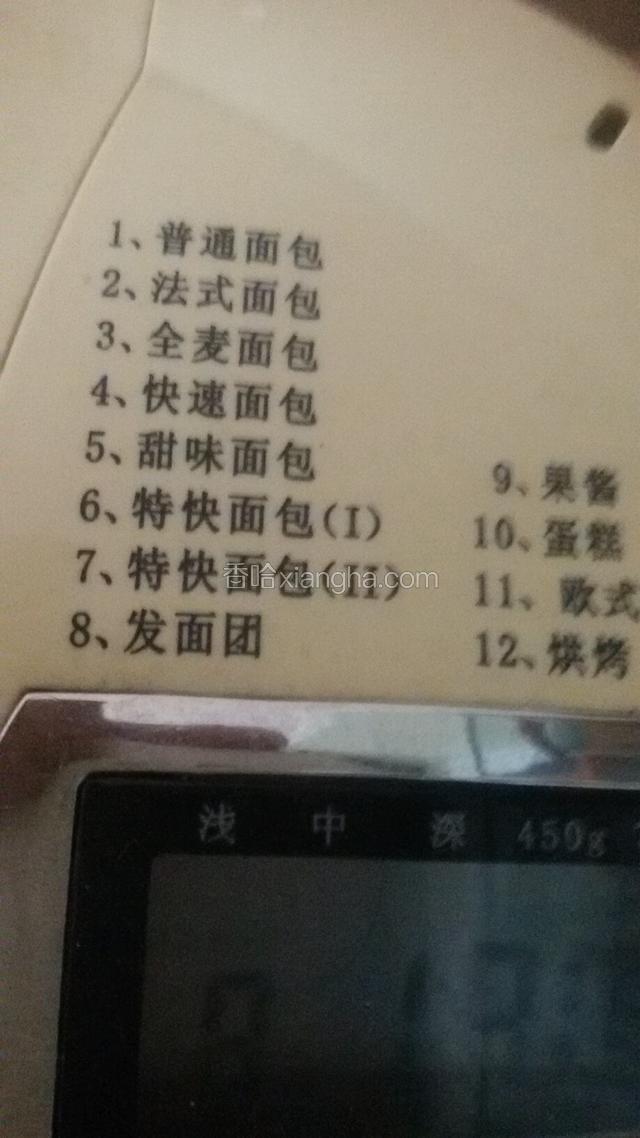 1、普通面包
2、法式面包
3、全麦面包
4、快速面包
5、甜味面包
6、特快面包(I)
7、特快面包(II)
8、发面团
9、果酱
10、蛋糕
11、欧式
12、烘烤
香哈xiangha.com
浅 中 深 450g